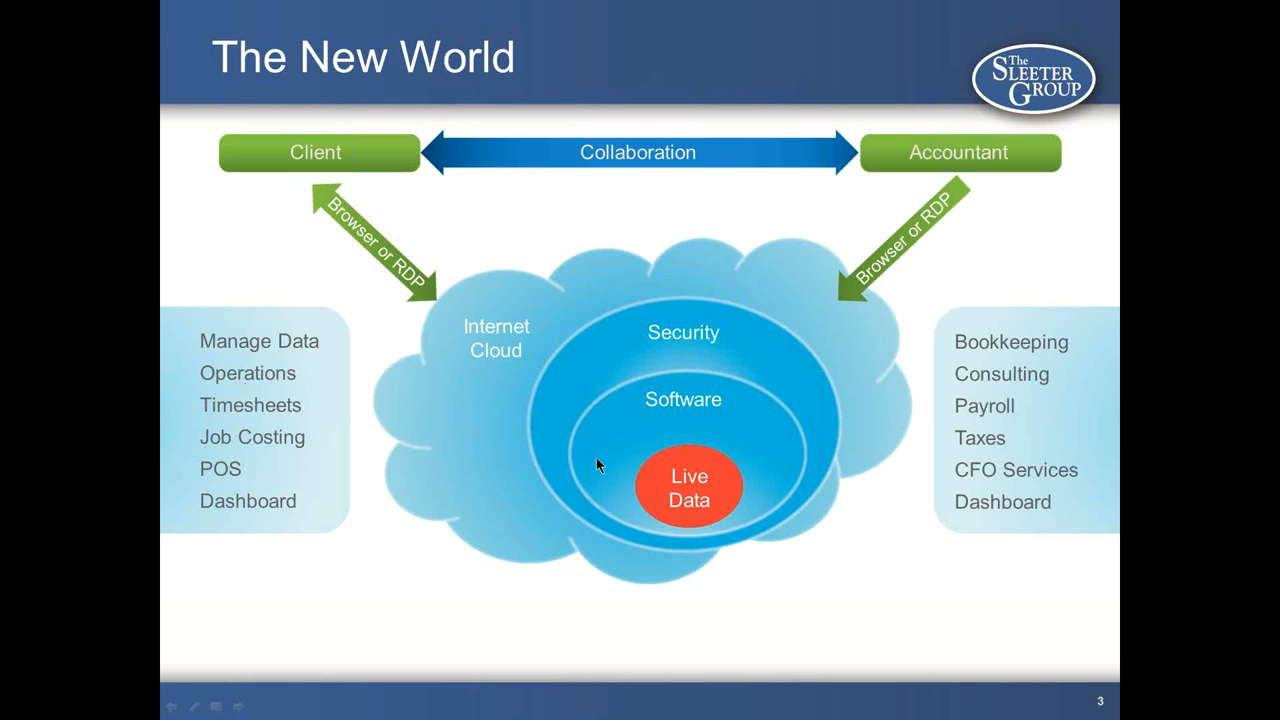 The New World
The
SLEETER
GROUP
Client
Collaboration
Accountant
Browser or RDP
Browser or RDP
Internet
Cloud
Security
Software
Live
Data
Manage Data
Operations
Timesheets
Job Costing
POS
Dashboard
Bookkeeping
Consulting
Payroll
Taxes
CFO Services
Dashboard
3